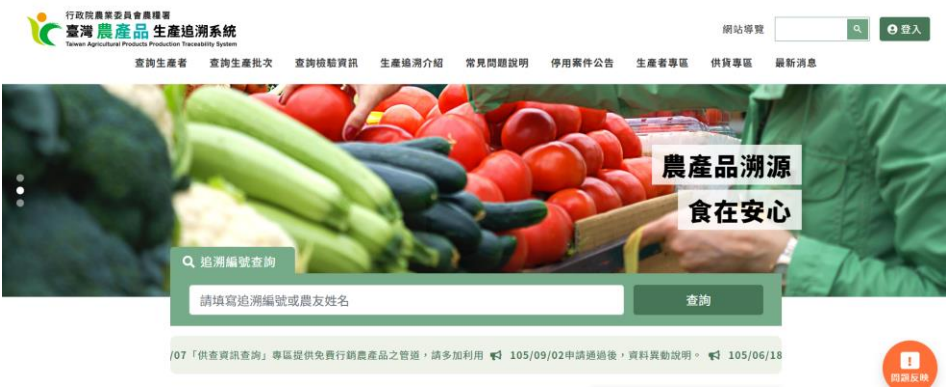 行政院農業委員會農糧署
臺灣農產品生產追溯系統
Taiwan Agricultural Products Production Traceability System
網站導覽
登入
查詢生產者 查詢生產批次 查詢檢驗資訊 生產追溯介紹 常見問題說明 停用案件公告 生產者專區 供貨專區 最新消息
農產品溯源
食在安心
追溯編號查詢
請填寫追溯編號或農友姓名
查詢
/07「供查資訊查詢」專區提供免費行銷農產品之管道，請多加利用 105/09/02申請通過後，資料異動說明。 105/06/18
問題反映